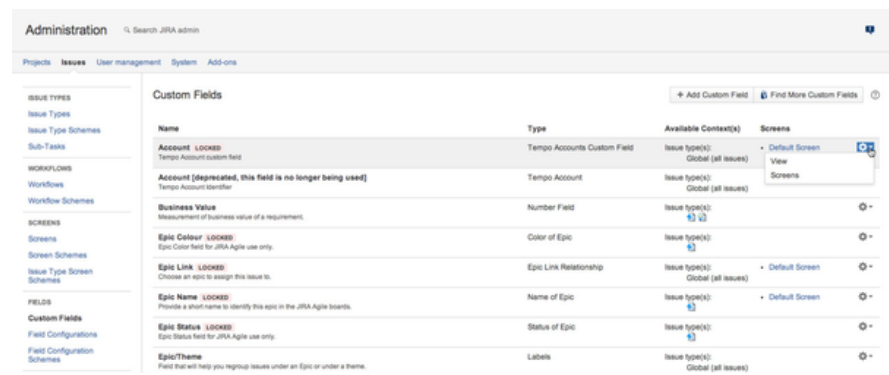 Administration Search JIRA admin
Projects Issues User management System Add-ons
ISSUE TYPES
Issue Types
Issue Type Schemes
Sub-Tasks
WORKFLOWS
Workflows
Workflow Schemes
SCREENS
Screens
Screen Schemes
Issue Type Screen
Schemes
FIELDS
Custom Fields
Field Configurations
Field Configuration
Schemes
Custom Fields + Add Custom Field Find More Custom Fields
Name Type Available Context(s) Screens
Account LOCKED Tempo Accounts Custom Field Issue type(s): • Default Screen
Tempo Account custom field Global (all issues)
View
Screens
Account [deprecated, this field is no longer being used] Tempo Account Issue type(s):
Tempo Account Identifier Global (all issues)
Business Value Number Field Issue type(s):
Measurement of business value of a requirement.
Epic Colour LOCKED Color of Epic Issue type(s):
Epic Color field for JIRA Agile use only.
Epic Link LOCKED Epic Link Relationship Issue type(s): • Default Screen
Choose an epic to assign this issue to. Global (all issues)
Epic Name LOCKED Name of Epic Issue type(s): • Default Screen
Provide a short name to identify this epic in the JIRA Agile boards.
Epic Status LOCKED Status of Epic Issue type(s):
Epic Status field for JIRA Agile use only.
Epic/Theme Labels Issue type(s):
Field that will help you regroup issues under an Epic or under a theme. Global (all issues)